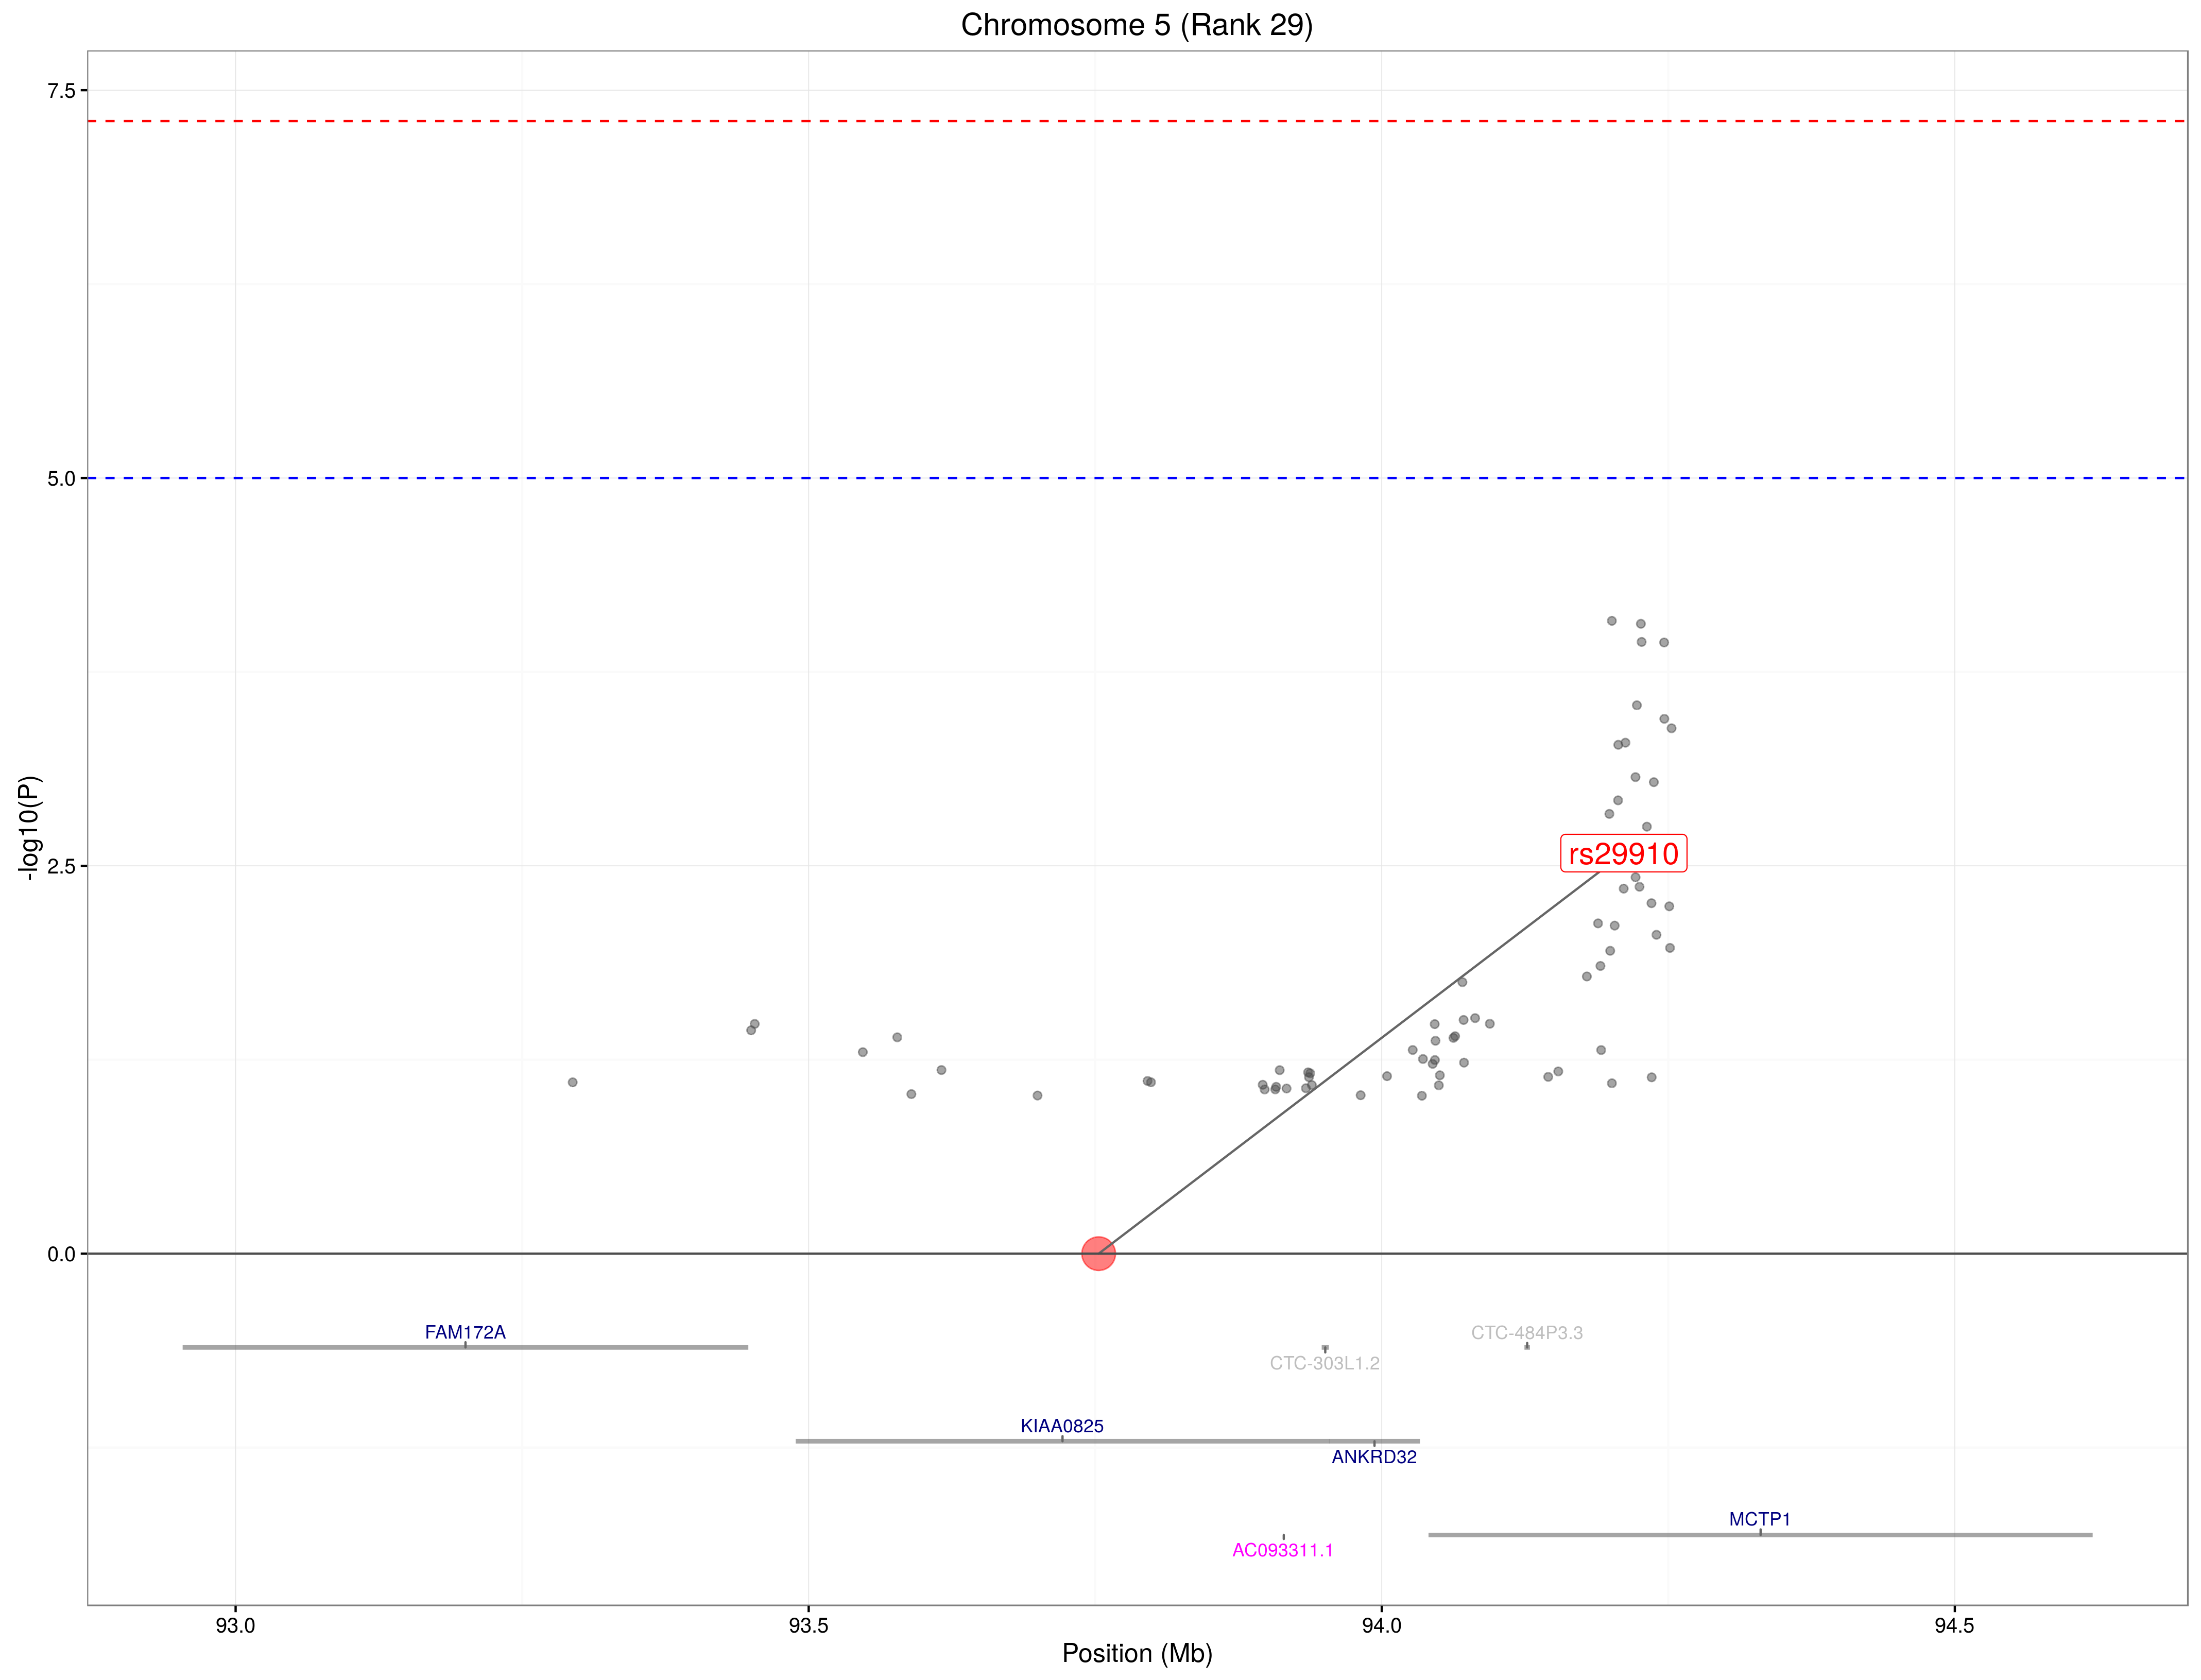 Chromosome 5 (Rank 29)
7.5
5.0
2.5
0.0
-log10(P)
rs29910
FAM172A
CTC-484P3.3
CTC-303L1.2
KIAA0825
ANKRD32
MCTP1
AC093311.1
93.0 93.5 94.0 94.5
Position (Mb)